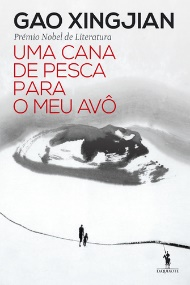 GAO XINGJIAN
Prémio Nobel de Literatura
UMA CANA
DE PESCA
PARA
O MEU AVÔ